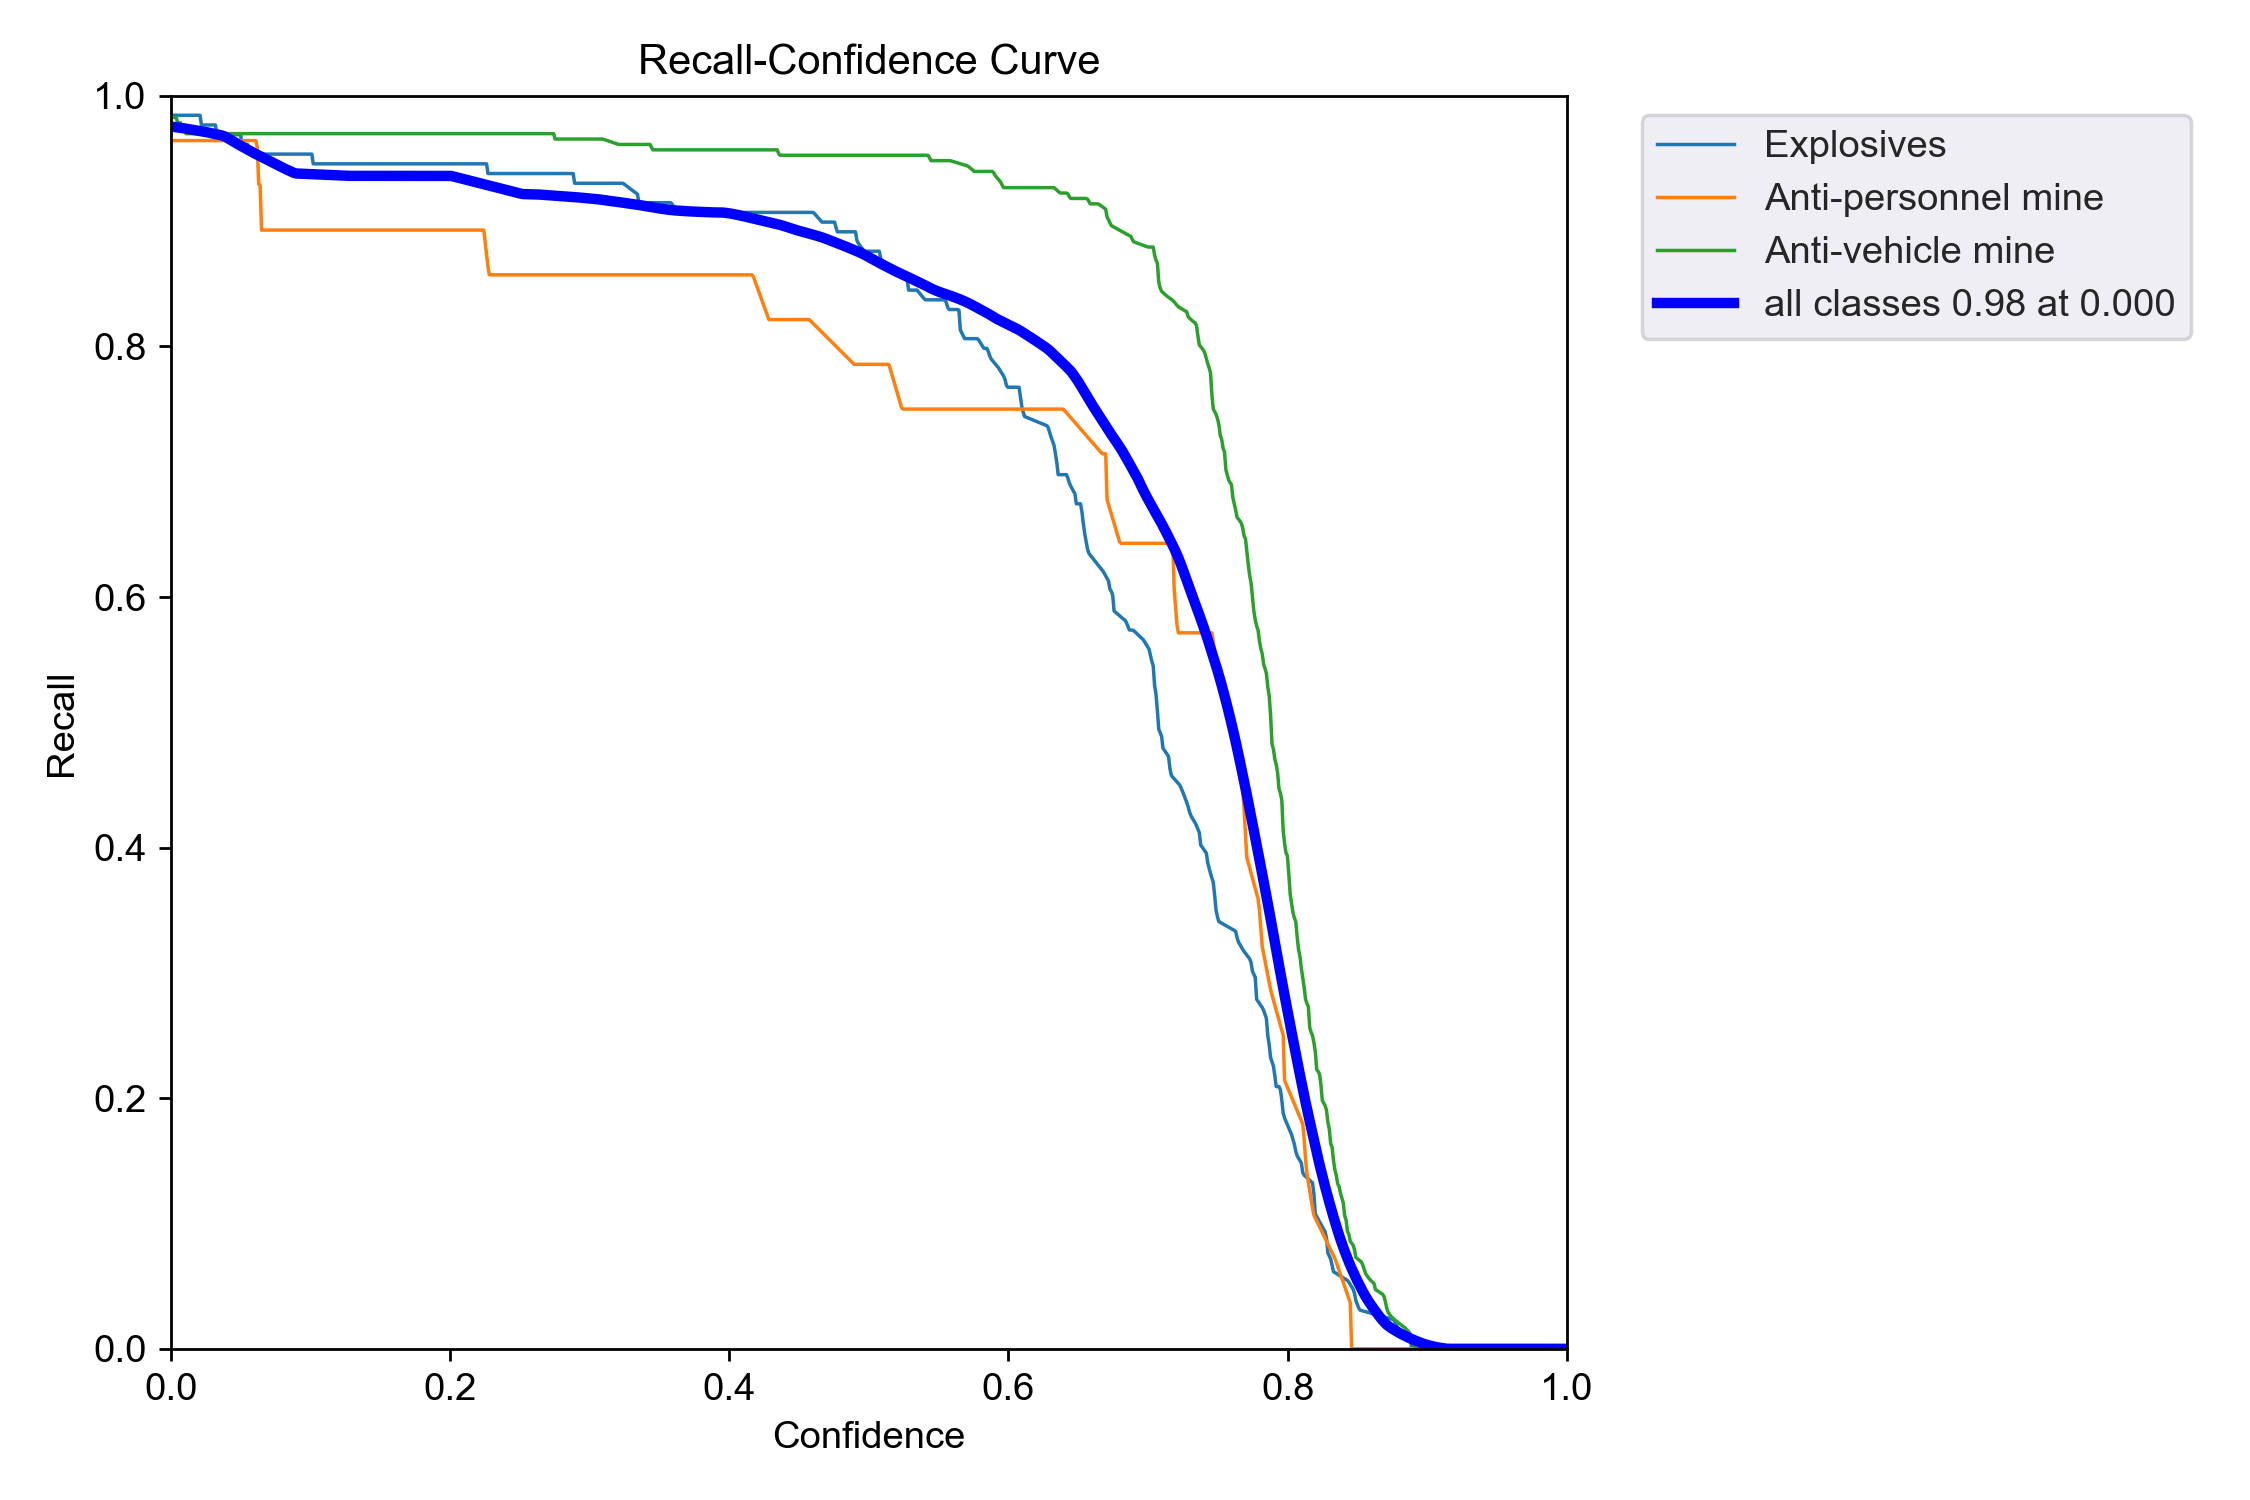 Recall-Confidence Curve
1.0
0.8
0.6
0.4
0.2
0.0
Recall
0.0 0.2 0.4 0.6 0.8 1.0
Confidence
Explosives
Anti-personnel mine
Anti-vehicle mine
all classes 0.98 at 0.000